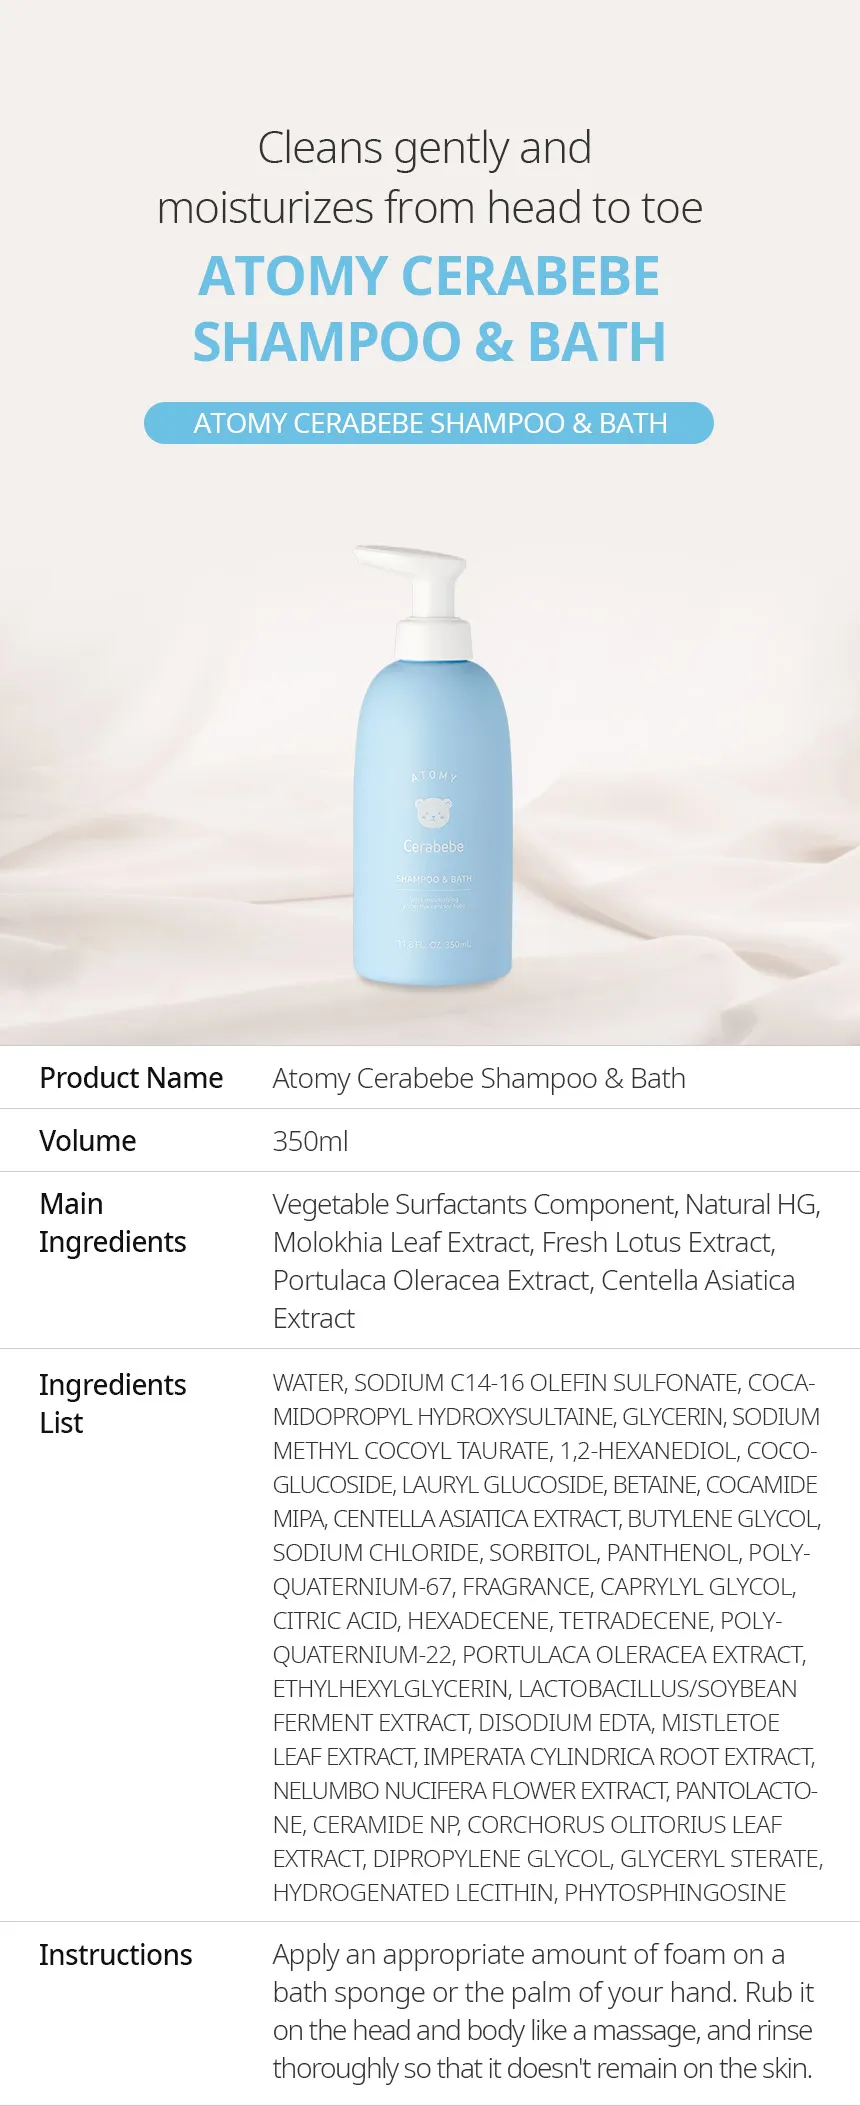 Cleans gently and
moisturizes from head to toe
ATOMY CERABEBE
SHAMPOO & BATH
ATOMY CERABEBE SHAMPOO & BATH
ATOMY
Cerabebe
SHAMPOO & BATH
FL. OZ. 350mL
Product Name
Atomy Cerabebe Shampoo & Bath
Volume
350ml
Main
Ingredients
Vegetable Surfactants Component, Natural HG,
Molokhia Leaf Extract, Fresh Lotus Extract,
Portulaca Oleracea Extract, Centella Asiatica
Extract
Ingredients
List
WATER, SODIUM C14-16 OLEFIN SULFONATE, COCA-
MIDOPROPYL HYDROXYSULTAINE, GLYCERIN, SODIUM
METHYL COCOYL TAURATE, 1,2-HEXANEDIOL, COCO-
GLUCOSIDE, LAURYL GLUCOSIDE, BETAINE, COCAMIDE
MIPA, CENTELLA ASIATICA EXTRACT, BUTYLENE GLYCOL,
SODIUM CHLORIDE, SORBITOL, PANTHENOL, POLY-
QUATERNIUM-67, FRAGRANCE, CAPRYLYL GLYCOL,
CITRIC ACID, HEXADECENE, TETRADECENE, POLY-
QUATERNIUM-22, PORTULACA OLERACEA EXTRACT,
ETHYLHEXYLGLYCERIN, LACTOBACILLUS/SOYBEAN
FERMENT EXTRACT, DISODIUM EDTA, MISTLETOE
LEAF EXTRACT, IMPERATA CYLINDRICA ROOT EXTRACT,
NELUMBO NUCIFERA FLOWER EXTRACT, PANTOLACTO-
NE, CERAMIDE NP, CORCHORUS OLITORIUS LEAF
EXTRACT, DIPROPYLENE GLYCOL, GLYCERYL STERATE,
HYDROGENATED LECITHIN, PHYTOSPHINGOSINE
Instructions
Apply an appropriate amount of foam on a
bath sponge or the palm of your hand. Rub it
on the head and body like a massage, and rinse
thoroughly so that it doesn't remain on the skin.